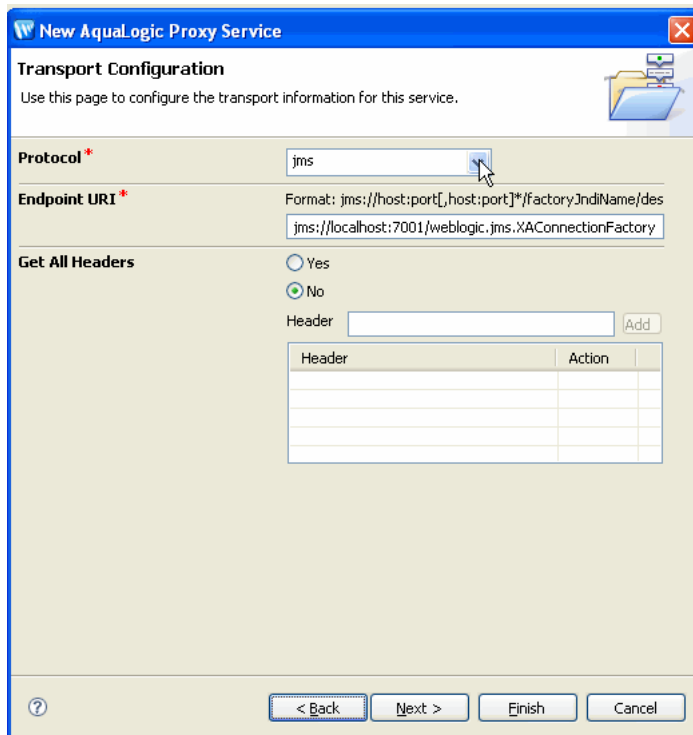 New AquaLogic Proxy Service
Transport Configuration
Use this page to configure the transport information for this service.
Protocol *
jms
Endpoint URI *
Format: jms://host:port[,host:port]*/factoryJndiName/des
jms://localhost:7001/weblogic.jms.XAConnectionFactory
Get All Headers
Yes
No
Header
Add
Header Action
?
< Back Next > Finish Cancel